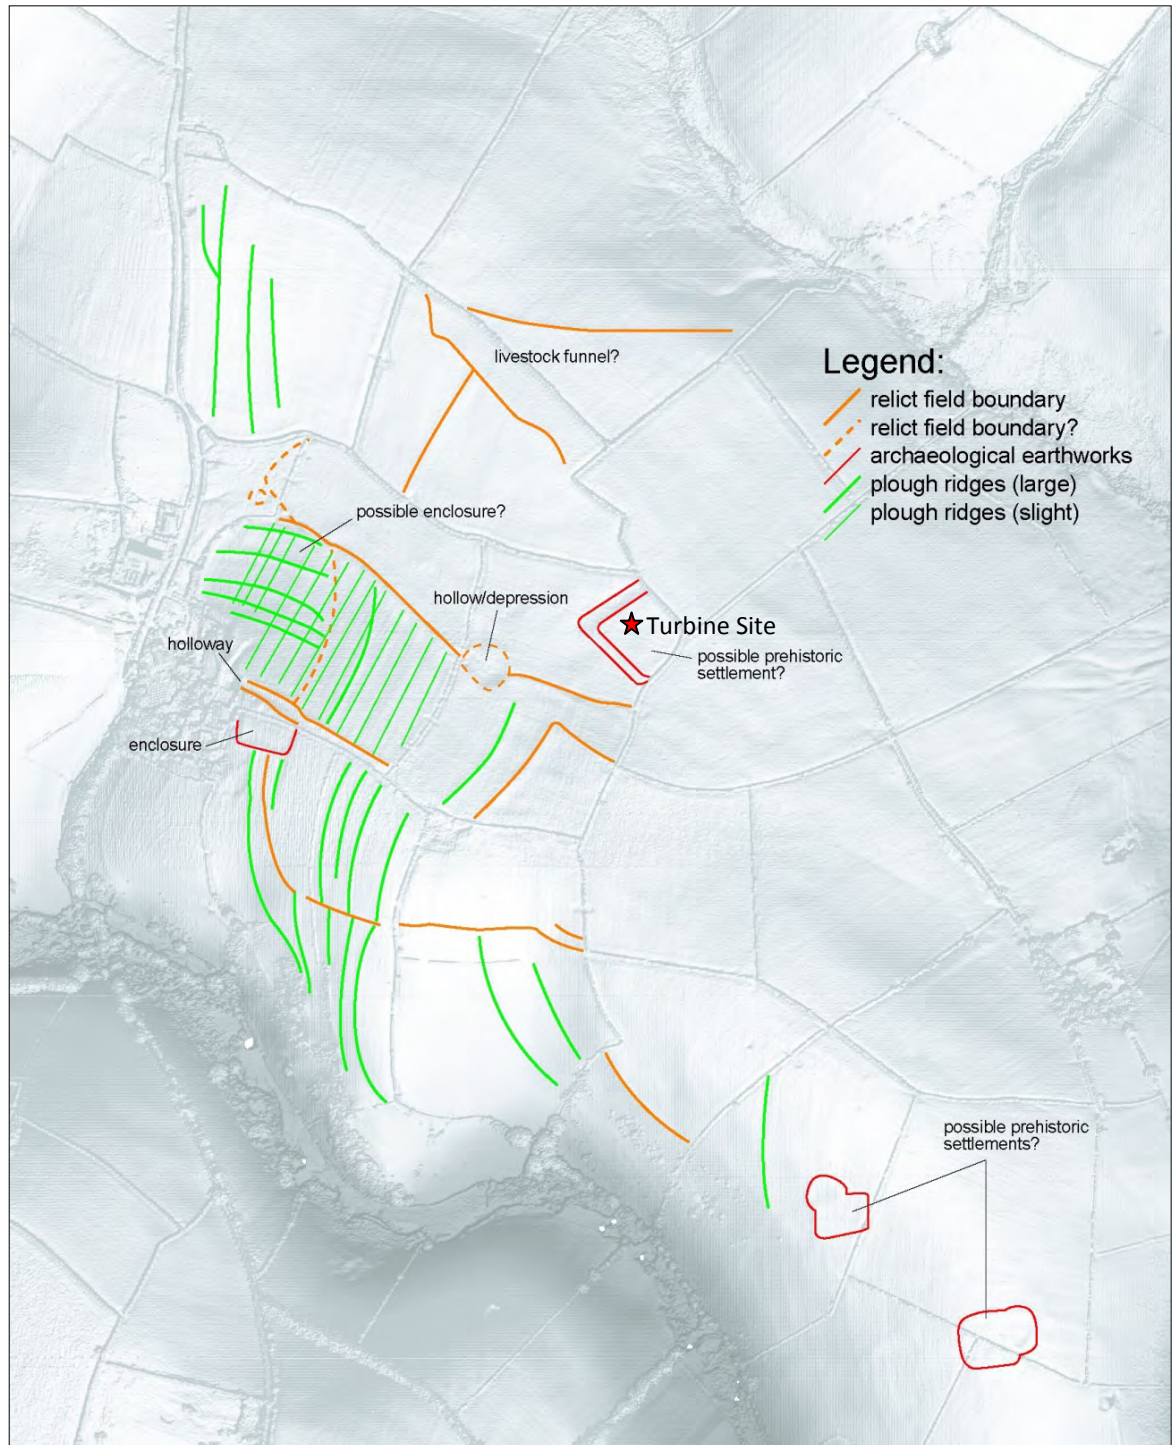 livestock funnel?
Legend:
relict field boundary
relict field boundary?
archaeological earthworks
plough ridges (large)
plough ridges (slight)
possible enclosure?
hollow/depression
Turbine Site
holloway
possible prehistoric
settlement?
enclosure
possible prehistoric
settlements?